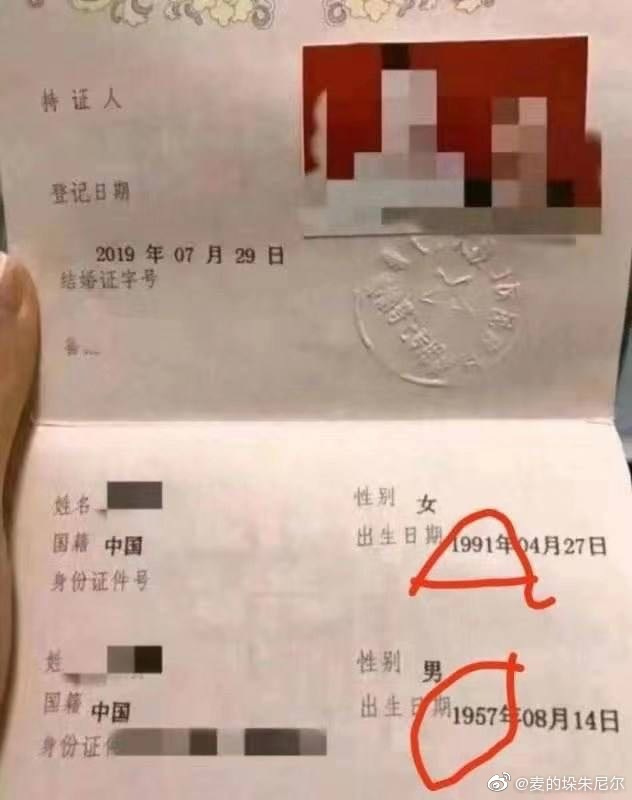 持证人
登记日期
2019 年 07 月 29 日
结婚证字号
姓名
性别 女
国籍 中国
出生日期 1991年04月27日
身份证件号
姓
性别 男
国籍 中国
出生日期 1957年08月14日
身份证件
@麦的垛朱尼尔